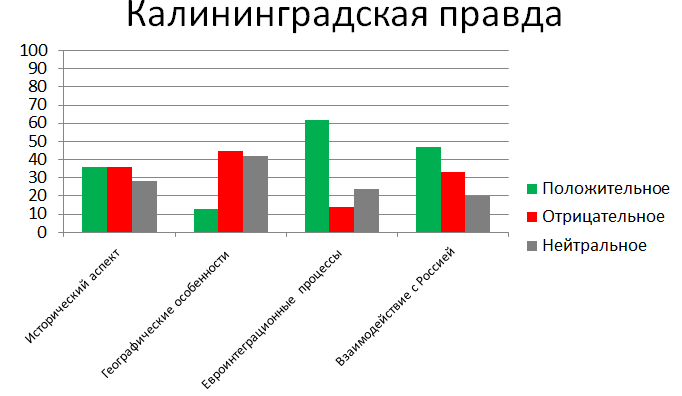 Калининградская правда
100
90
80
70
60
50
40
30
20
10
0
Исторический аспект
Географические особенности
Евроинтеграционные процессы
Взаимодействие с Россией
Положительное
Отрицательное
Нейтральное